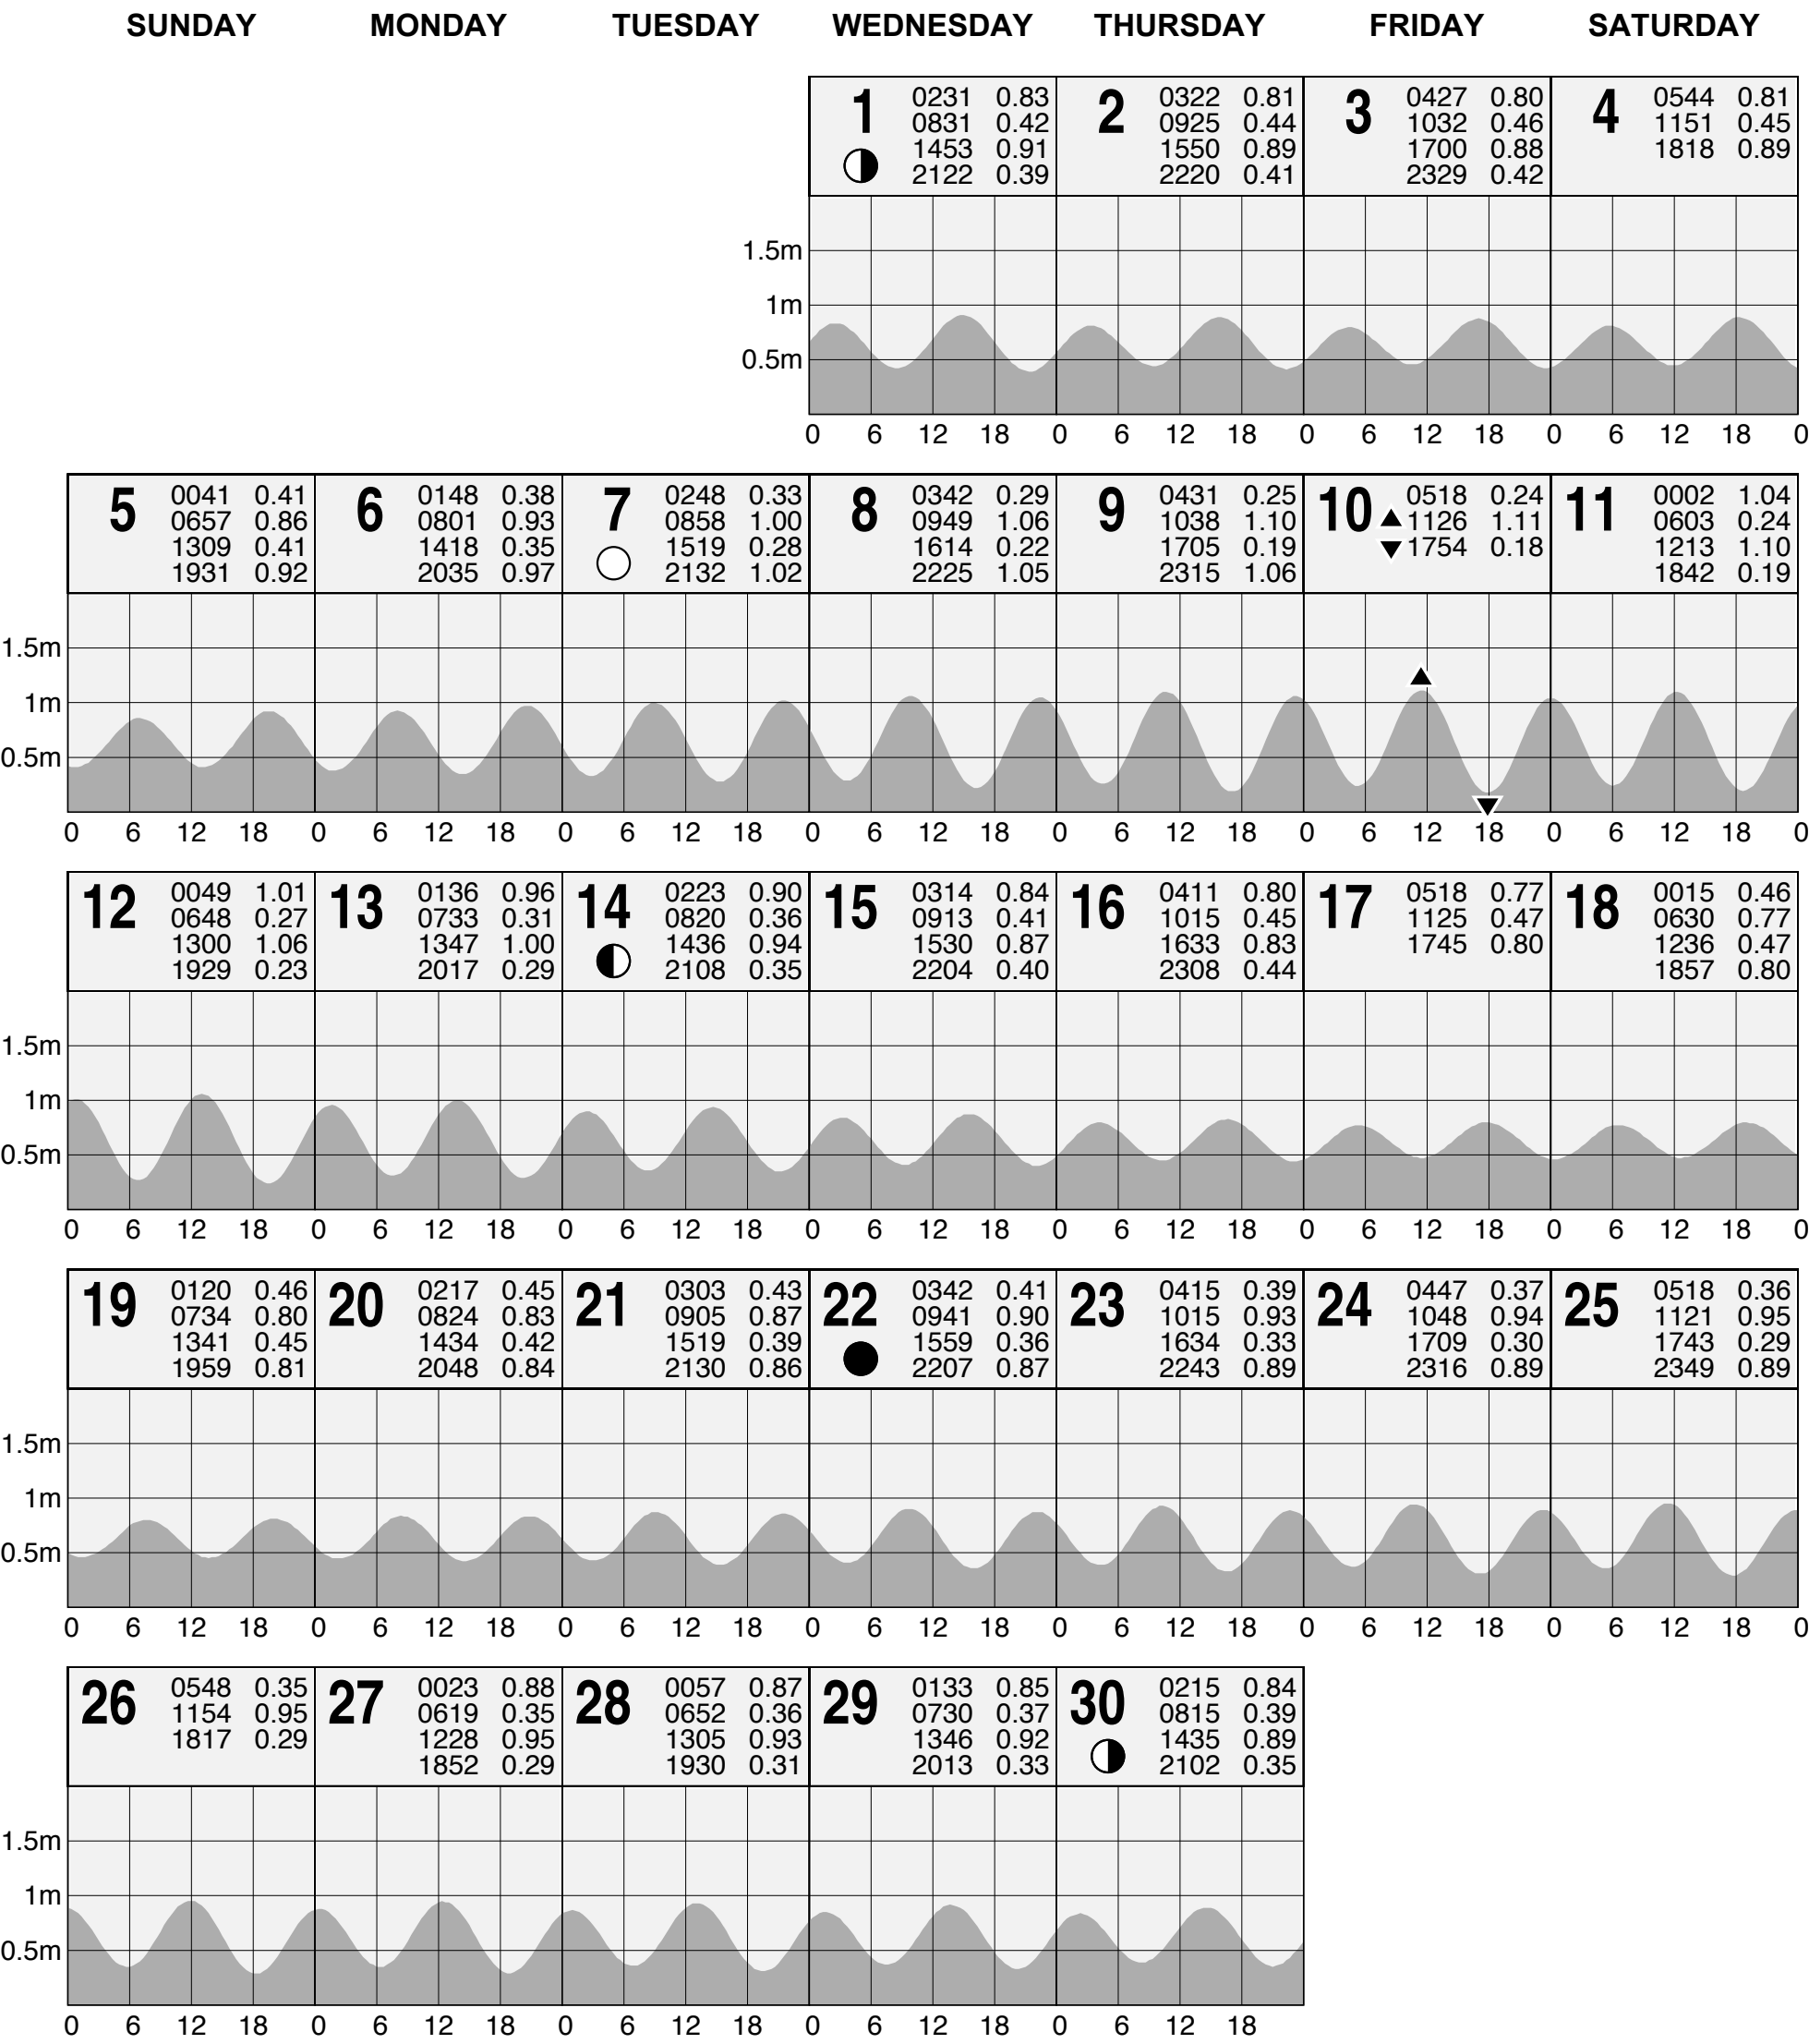 SUNDAY MONDAY TUESDAY WEDNESDAY THURSDAY FRIDAY SATURDAY
1 0231 0.83 2 0322 0.81 3 0427 0.80 4 0544 0.81
0831 0.42 0925 0.44 1032 0.46 1151 0.45
1453 0.91 1550 0.89 1700 0.88 1818 0.89
2122 0.39 2220 0.41 2329 0.42
1.5m
1m
0.5m
0 6 12 18 0 6 12 18 0 6 12 18 0 6 12 18 0
5 0041 0.41 6 0148 0.38 7 0248 0.33 8 0342 0.29 9 0431 0.25 10 0518 0.24 11 0002 1.04
0657 0.86 0801 0.93 0858 1.00 0949 1.06 1038 1.10 1126 1.11 0603 0.24
1309 0.41 1418 0.35 1519 0.28 1614 0.22 1705 0.19 1754 0.18 1213 1.10
1931 0.92 2035 0.97 2132 1.02 2225 1.05 2315 1.06 1842 0.19
1.5m
1m
0.5m
0 6 12 18 0 6 12 18 0 6 12 18 0 6 12 18 0 6 12 18 0 6 12 18 0 6 12 18 0
12 0049 1.01 13 0136 0.96 14 0223 0.90 15 0314 0.84 16 0411 0.80 17 0518 0.77 18 0015 0.46
0648 0.27 0733 0.31 0820 0.36 0913 0.41 1015 0.45 1125 0.47 0630 0.77
1300 1.06 1347 1.00 1436 0.94 1530 0.87 1633 0.83 1745 0.80 1236 0.47
1929 0.23 2017 0.29 2108 0.35 2204 0.40 2308 0.44 1857 0.80
1.5m
1m
0.5m
0 6 12 18 0 6 12 18 0 6 12 18 0 6 12 18 0 6 12 18 0 6 12 18 0 6 12 18 0
19 0120 0.46 20 0217 0.45 21 0303 0.43 22 0342 0.41 23 0415 0.39 24 0447 0.37 25 0518 0.36
0734 0.80 0824 0.83 0905 0.87 0941 0.90 1015 0.93 1048 0.94 1121 0.95
1341 0.45 1434 0.42 1519 0.39 1559 0.36 1634 0.33 1709 0.30 1743 0.29
1959 0.81 2048 0.84 2130 0.86 2207 0.87 2243 0.89 2316 0.89 2349 0.89
1.5m
1m
0.5m
0 6 12 18 0 6 12 18 0 6 12 18 0 6 12 18 0 6 12 18 0 6 12 18 0 6 12 18 0
26 0548 0.35 27 0023 0.88 28 0057 0.87 29 0133 0.85 30 0215 0.84
1154 0.95 0619 0.35 0652 0.36 0730 0.37 0815 0.39
1817 0.29 1228 0.95 1305 0.93 1346 0.92 1435 0.89
1852 0.29 1930 0.31 2013 0.33 2102 0.35
1.5m
1m
0.5m
0 6 12 18 0 6 12 18 0 6 12 18 0 6 12 18 0 6 12 18